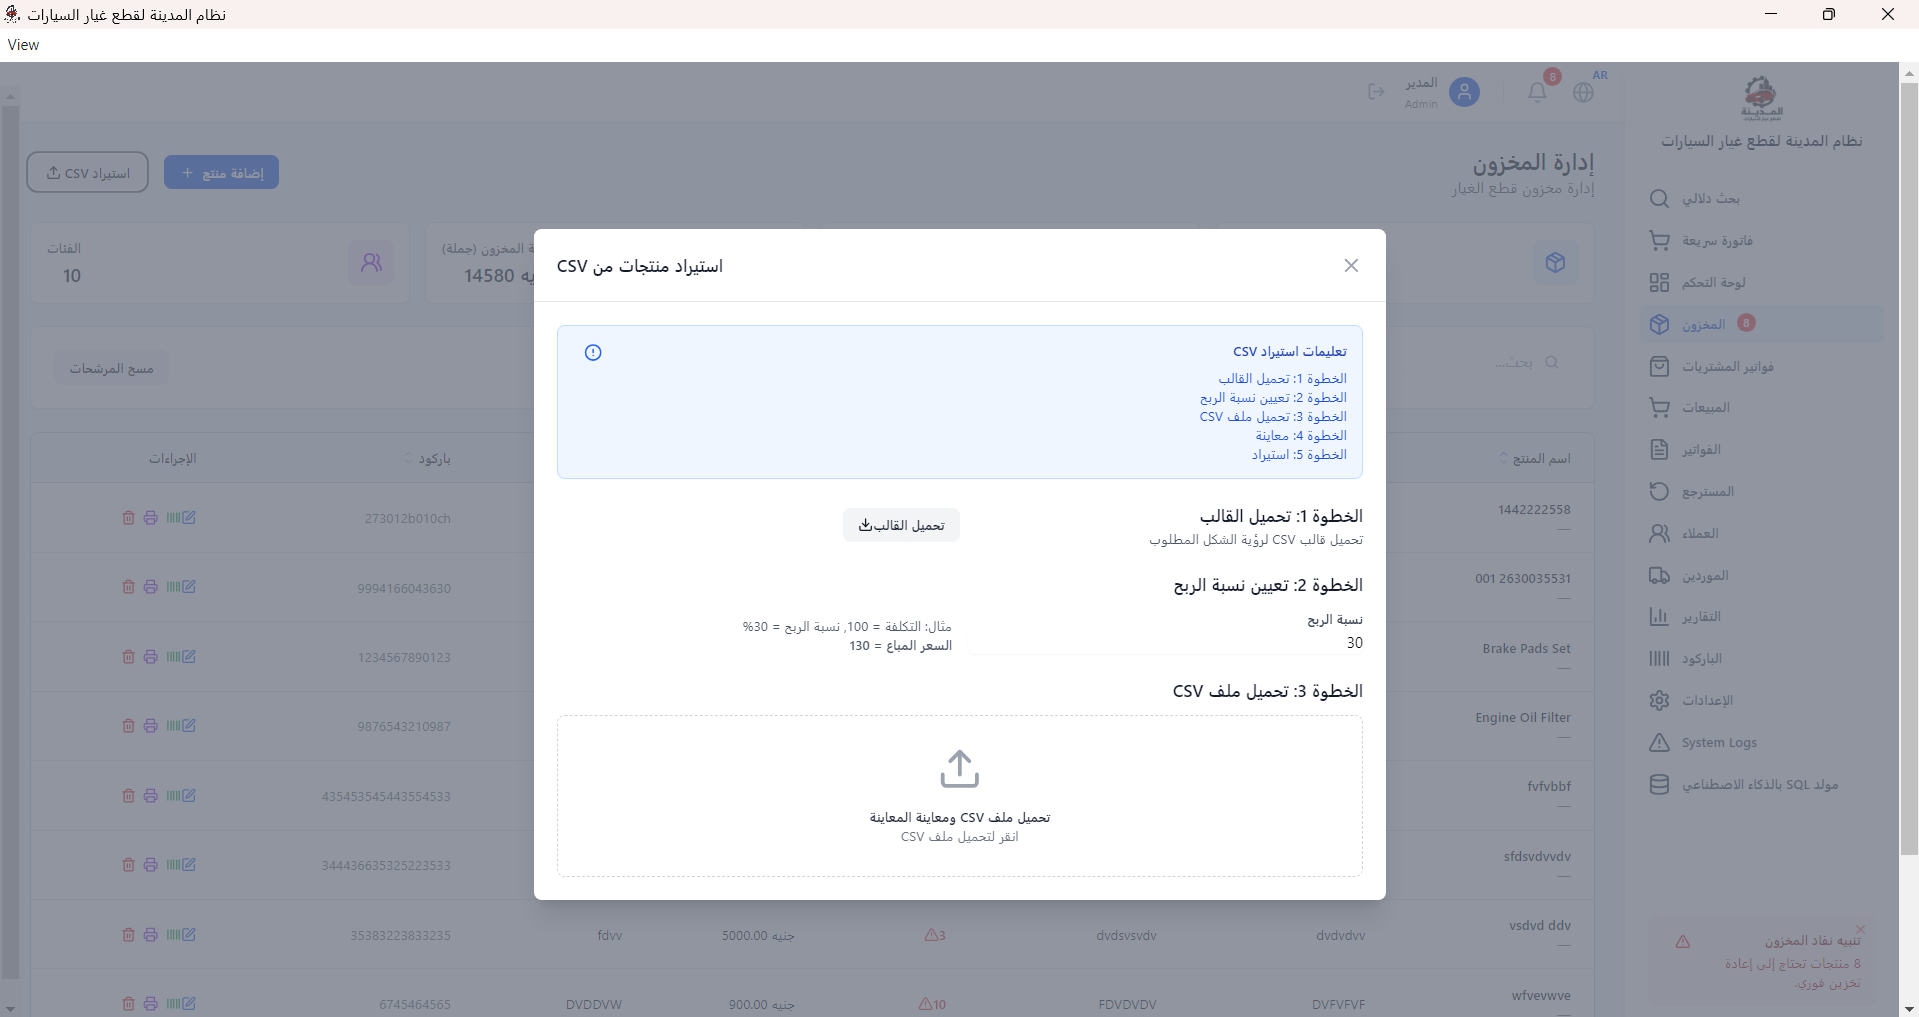 نظام المدينة لقطع غيار السيارات
View
AR
8
المدير
Admin
المدينة
نظام المدينة لقطع غيار السيارات
إدارة المخزون
إدارة مخزون قطع الغيار
إضافة منتج +
استيراد CSV
بحث دلالي
فاتورة سريعة
لوحة التحكم
المخزون 8
فواتير المشتريات
المبيعات
الفواتير
المسترجع
العملاء
الموردين
التقارير
الباركود
الإعدادات
System Logs
مولد SQL بالذكاء الاصطناعي
تنبيه نفاد المخزون
8 منتجات تحتاج إلى إعادة
تخزين فوري.
ة المخزون (جملة)
يه 14580
الفئات
10
بحث...
مسح المرشحات
اسم المنتج
باركود
الإجراءات
1442222558
—
273012b010ch
001 2630035531
—
9994166043630
Brake Pads Set
—
1234567890123
Engine Oil Filter
—
9876543210987
fvfvbbf
—
435453545443554533
sfdsvdvvdv
—
344436635325223533
vsdvd ddv
—
dvdvdvv
dvdsvsvdv
3
جنيه 5000.00
fdvv
35383223833235
wfvevwve
—
DVFVFVF
FDVDVDV
10
جنيه 900.00
DVDDVW
6745464565
استيراد منتجات من CSV
تعليمات استيراد CSV
الخطوة 1: تحميل القالب
الخطوة 2: تعيين نسبة الربح
الخطوة 3: تحميل ملف CSV
الخطوة 4: معاينة
الخطوة 5: استيراد
الخطوة 1: تحميل القالب
تحميل قالب CSV لرؤية الشكل المطلوب
تحميل القالب
الخطوة 2: تعيين نسبة الربح
نسبة الربح
30
مثال: التكلفة = 100, نسبة الربح = 30%
السعر المباع = 130
الخطوة 3: تحميل ملف CSV
تحميل ملف CSV ومعاينة المعاينة
انقر لتحميل ملف CSV